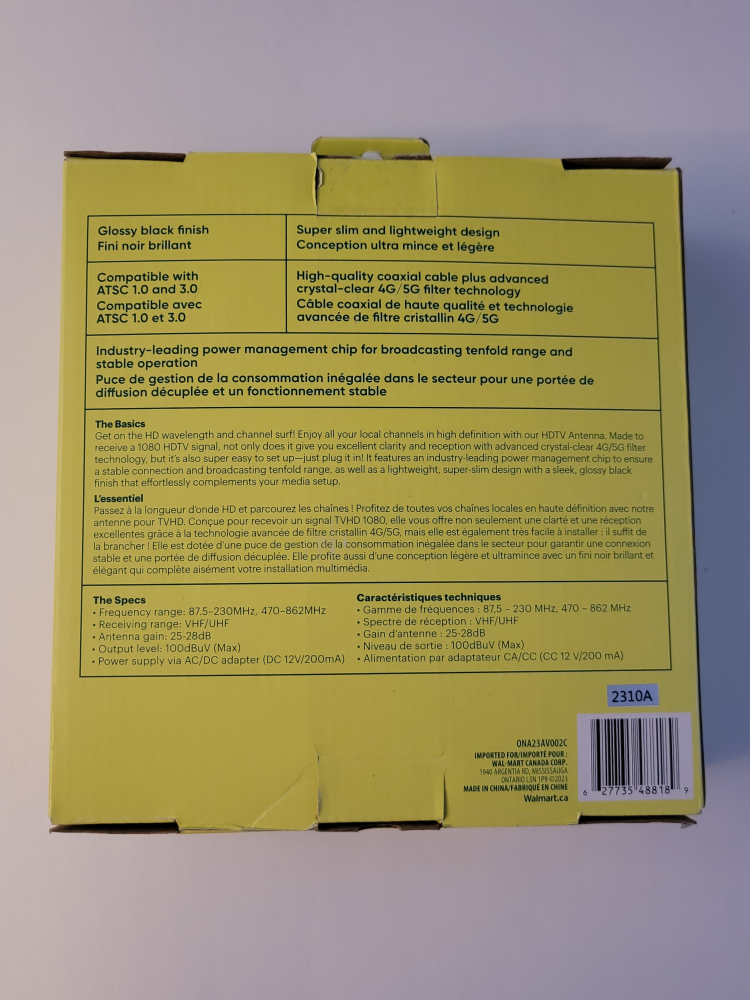 Glossy black finish
Fini noir brillant
Super slim and lightweight design
Conception ultra mince et légère
Compatible with
ATSC 1.0 and 3.0
Compatible avec
ATSC 1.0 et 3.0
High-quality coaxial cable plus advanced
crystal-clear 4G/5G filter technology
Câble coaxial de haute qualité et technologie
avancée de filtre cristallin 4G/5G
Industry-leading power management chip for broadcasting tenfold range and
stable operation
Puce de gestion de la consommation inégalée dans le secteur pour une portée de
diffusion décuplée et un fonctionnement stable
The Basics
Get on the HD wavelength and channel surf! Enjoy all your local channels in high definition with our HDTV Antenna. Made to
receive a 1080 HDTV signal, not only does it give you excellent clarity and reception with advanced crystal-clear 4G/5G filter
technology, but it's also super easy to set up—just plug it in! It features an industry-leading power management chip to ensure
a stable connection and broadcasting tenfold range, as well as a lightweight, super-slim design with a sleek, glossy black
finish that effortlessly complements your media setup.
L'essentiel
Passez à la longueur d'onde HD et parcourez les chaînes ! Profitez de toutes vos chaînes locales en haute définition avec notre
antenne pour TVHD. Conçue pour recevoir un signal TVHD 1080, elle vous offre non seulement une clarté et une réception
excellentes grâce à la technologie avancée de filtre cristallin 4G/5G, mais elle est également très facile à installer : il suffit de
la brancher ! Elle est dotée d'une puce de gestion de la consommation inégalée dans le secteur pour garantir une connexion
stable et une portée de diffusion décuplée. Elle profite aussi d'une conception légère et ultramince avec un fini noir brillant et
élégant qui complète aisément votre installation multimédia.
The Specs
• Frequency range: 87.5-230MHz, 470-862MHz
• Receiving range: VHF/UHF
• Antenna gain: 25-28dB
• Output level: 100dBuV (Max)
• Power supply via AC/DC adapter (DC 12V/200mA)
Caractéristiques techniques
• Gamme de fréquences : 87,5 – 230 MHz, 470 – 862 MHz
• Spectre de réception : VHF/UHF
• Gain d'antenne : 25-28dB
• Niveau de sortie : 100dBuV (Max)
• Alimentation par adaptateur CA/CC (CC 12 V/200 mA)
2310A
ONA23AV002C
IMPORTED FOR/IMPORTÉ POUR :
WAL-MART CANADA CORP.
1940 ARGENTIA RD, MISSISSAUGA
ONTARIO L5N 1P9 ©2023
MADE IN CHINA/FABRIQUÉ EN CHINE
Walmart.ca
6 27735 48818 9